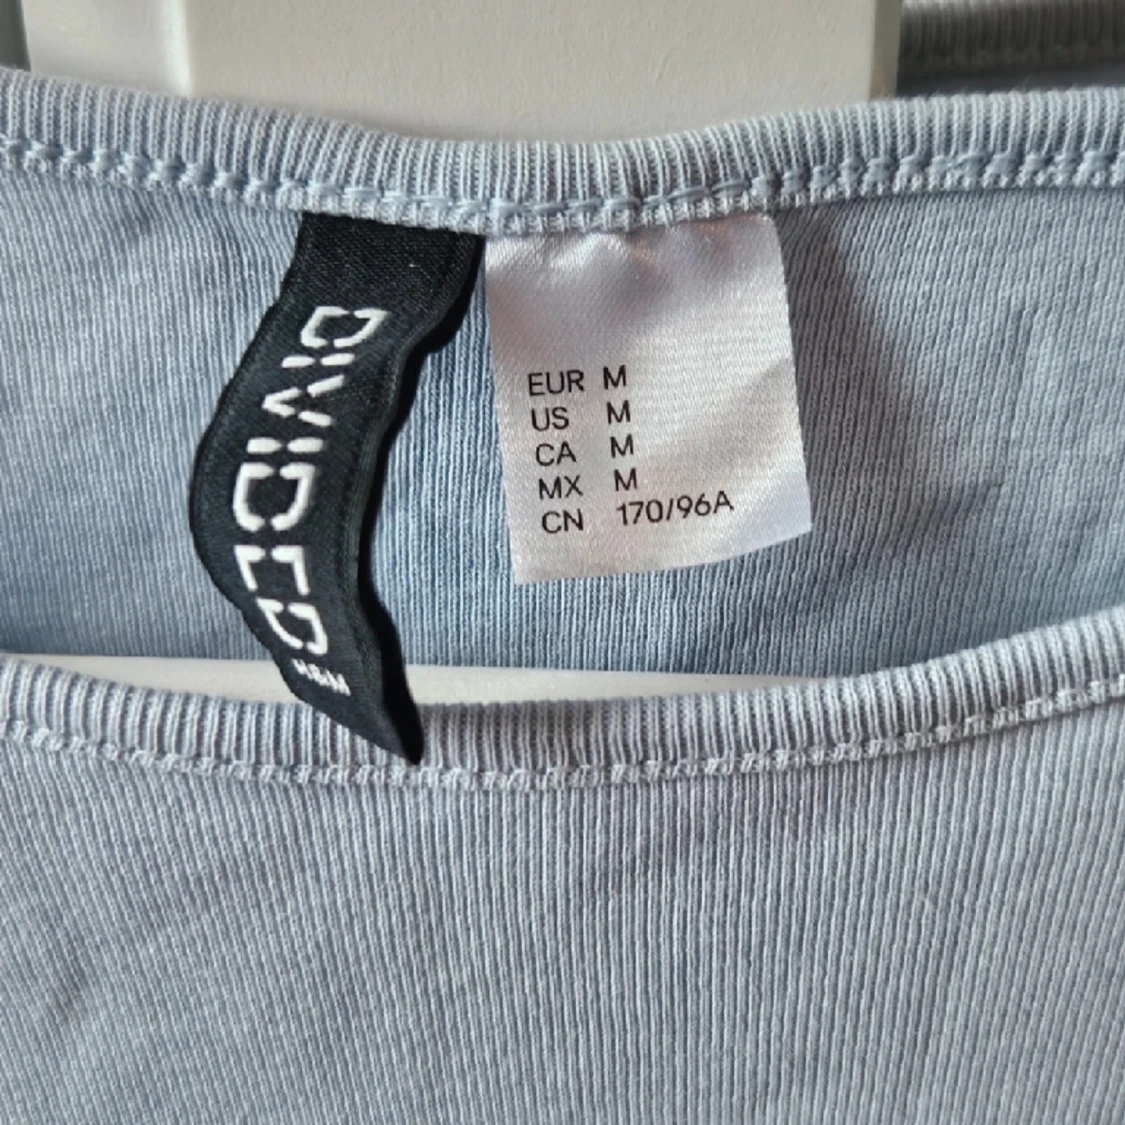 DIVIDED
H&M
EUR M
US M
CA M
MX M
CN 170/96A